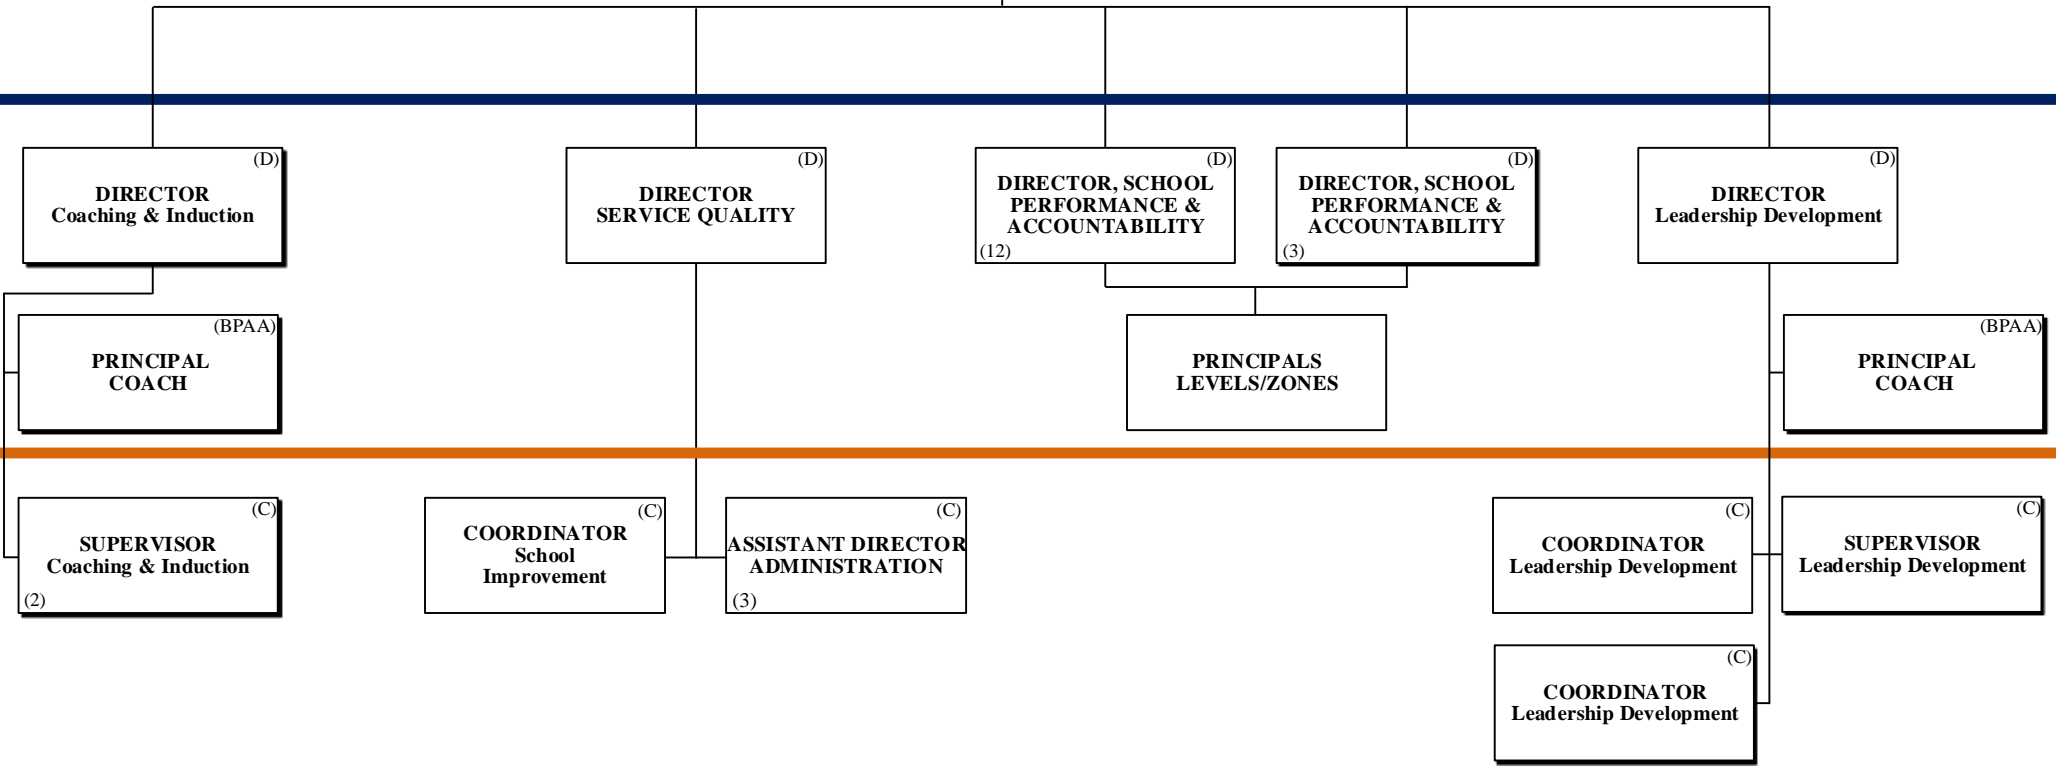 (D)
DIRECTOR
Coaching & Induction
(D)
DIRECTOR
SERVICE QUALITY
(D)
DIRECTOR, SCHOOL
PERFORMANCE &
ACCOUNTABILITY
(12)
(D)
DIRECTOR, SCHOOL
PERFORMANCE &
ACCOUNTABILITY
(3)
(D)
DIRECTOR
Leadership Development
(BPAA)
PRINCIPAL
COACH
PRINCIPALS
LEVELS/ZONES
(BPAA)
PRINCIPAL
COACH
(C)
SUPERVISOR
Coaching & Induction
(2)
(C)
COORDINATOR
School
Improvement
(C)
ASSISTANT DIRECTOR
ADMINISTRATION
(3)
(C)
COORDINATOR
Leadership Development
(C)
SUPERVISOR
Leadership Development
(C)
COORDINATOR
Leadership Development